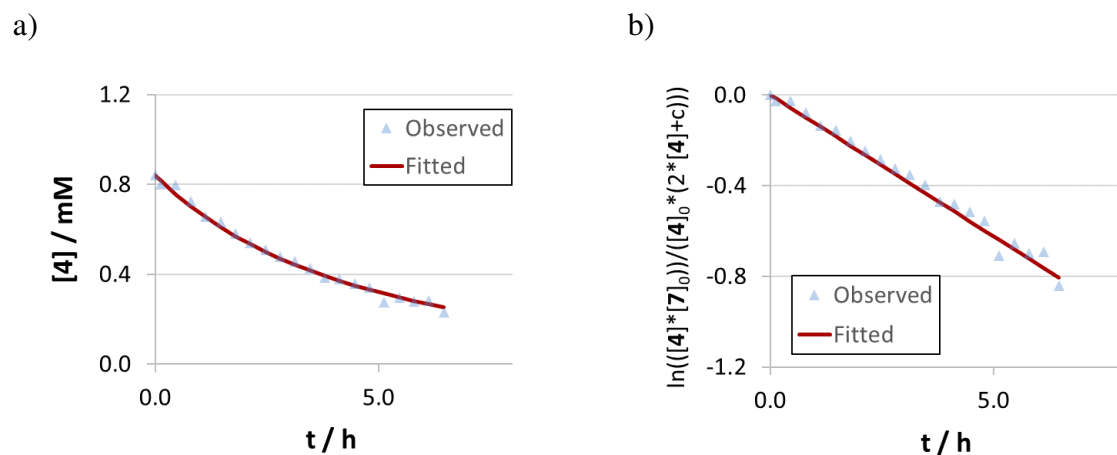 a)
b)
1.2
0.8
0.4
0.0
[4] / mM
Observed
Fitted
0.0
5.0
t / h
0.0
-0.4
-0.8
-1.2
ln(([4]*[7]₀))/([4]₀*(2*[4]+c)))
Observed
Fitted
0.0
5.0
t / h